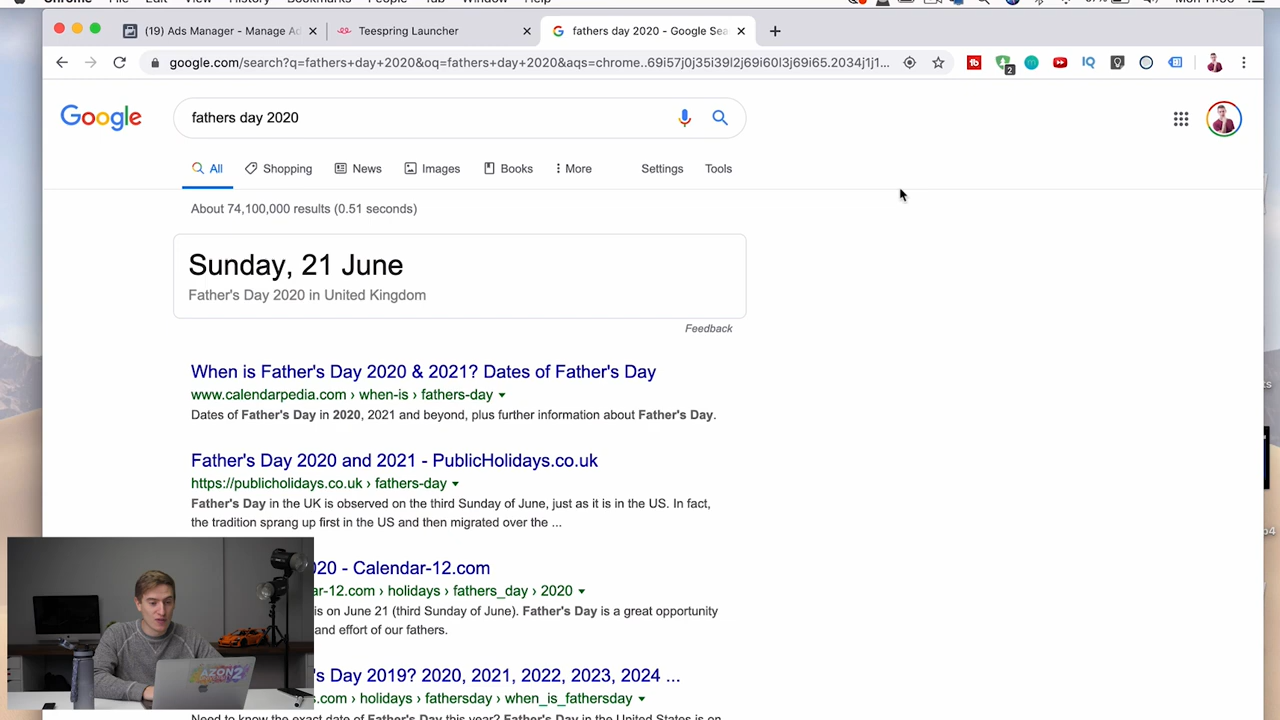 Chrome File Edit View History Bookmarks People Tab Window Help
(19) Ads Manager - Manage Ad
Teespring Launcher
fathers day 2020 - Google Sea
google.com/search?q=fathers+day+2020&oq=fathers+day+2020&aqs=chrome..69i57j0j35i39l2j69i60l3j69i65.2034j1j1...
2
IQ
Google
fathers day 2020
All
Shopping
News
Images
Books
More
Settings
Tools
About 74,100,000 results (0.51 seconds)
Sunday, 21 June
Father's Day 2020 in United Kingdom
Feedback
When is Father's Day 2020 & 2021? Dates of Father's Day
www.calendarpedia.com › when-is › fathers-day
Dates of Father's Day in 2020, 2021 and beyond, plus further information about Father's Day.
Father's Day 2020 and 2021 - PublicHolidays.co.uk
https://publicholidays.co.uk › fathers-day
Father's Day in the UK is observed on the third Sunday of June, just as it is in the US. In fact,
the tradition sprang up first in the US and then migrated over the ...
20 - Calendar-12.com
ar-12.com › holidays › fathers_day › 2020
is on June 21 (third Sunday of June). Father's Day is a great opportunity
and effort of our fathers.
's Day 2019? 2020, 2021, 2022, 2023, 2024 ...
s.com › holidays › fathersday › when_is_fathersday
Need to know the exact date of Father's Day this year? Father's Day in the United States is on
AZON2